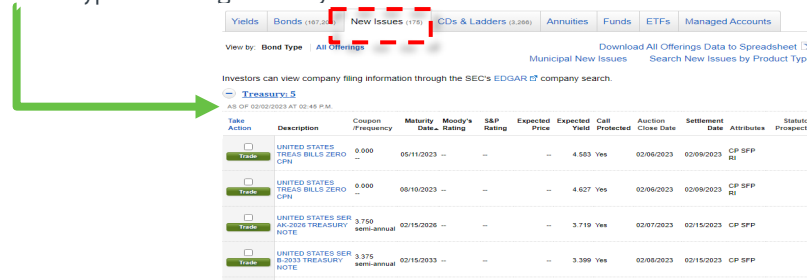 Yields Bonds (167,20 New Issues (175) CDs & Ladders (3,266) Annuities Funds ETFs Managed Accounts
View by: Bond Type All Offerings Download All Offerings Data to Spreadsheet
Municipal New Issues Search New Issues by Product Typ
Investors can view company filing information through the SEC's EDGAR company search.
Treasury: 5
AS OF 02/02/2023 AT 02:48 P.M.
Take Action Description Coupon /Frequency Maturity Date Moody's Rating S&P Rating Expected Price Expected Yield Call Protected Auction Close Date Settlement Date Attributes Statuto Prospect
UNITED STATES
TREAS BILLS ZERO 0.000 05/11/2023 -- -- -- 4.583 Yes 02/06/2023 02/09/2023 CP SFP
Trade CPN -- RI
UNITED STATES
TREAS BILLS ZERO 0.000 08/10/2023 -- -- -- 4.627 Yes 02/06/2023 02/09/2023 CP SFP
Trade CPN -- RI
UNITED STATES SER
AK-2026 TREASURY 3.750 02/15/2026 -- -- -- 3.719 Yes 02/07/2023 02/15/2023 CP SFP
Trade NOTE semi-annual
UNITED STATES SER
B-2033 TREASURY 3.375 02/15/2033 -- -- -- 3.399 Yes 02/08/2023 02/15/2023 CP SFP
Trade NOTE semi-annual